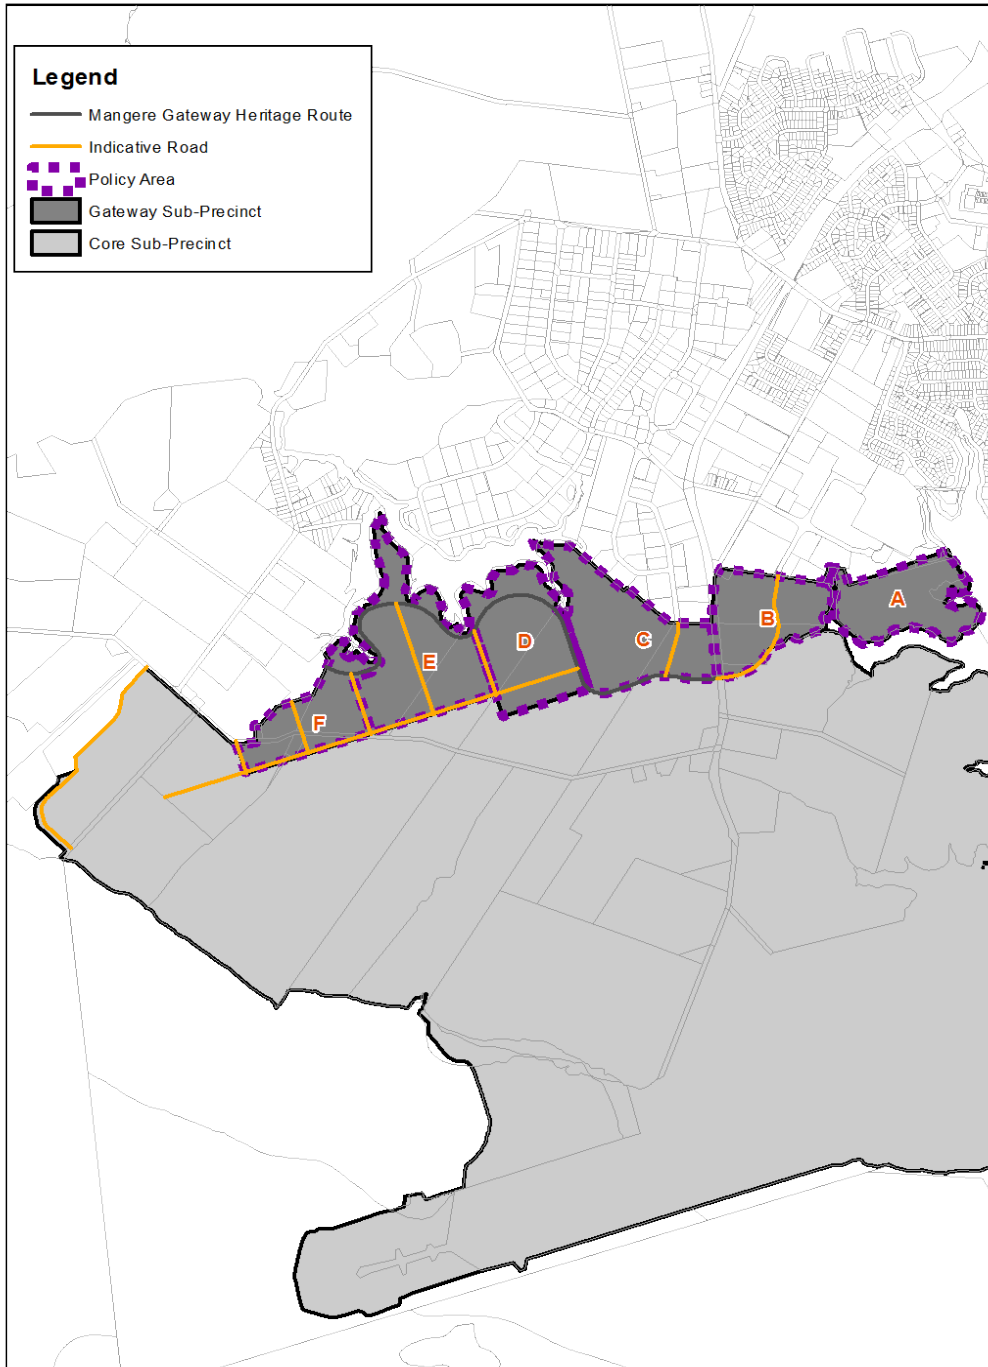 Legend
Mangere Gateway Heritage Route
Indicative Road
Policy Area
Gateway Sub-Precinct
Core Sub-Precinct
A
B
C
D
E
F